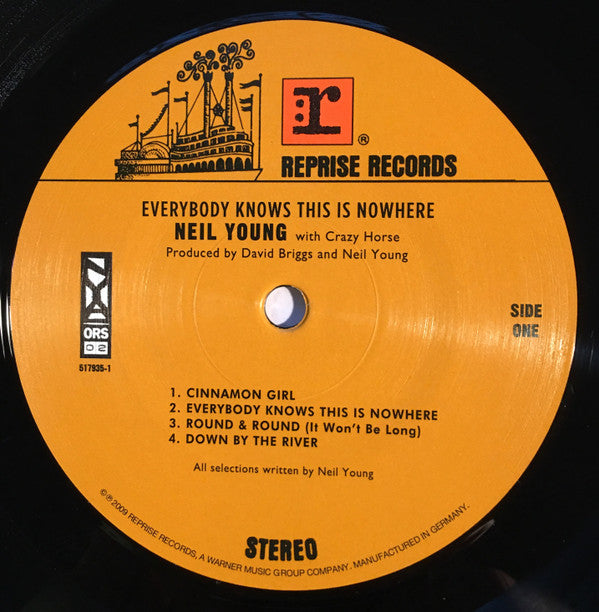 r
®
REPRISE RECORDS
EVERYBODY KNOWS THIS IS NOWHERE
NEIL YOUNG with Crazy Horse
Produced by David Briggs and Neil Young
ORS
02
517935-1
SIDE
ONE
1. CINNAMON GIRL
2. EVERYBODY KNOWS THIS IS NOWHERE
3. ROUND & ROUND (It Won't Be Long)
4. DOWN BY THE RIVER
All selections written by Neil Young
STEREO
©℗2009 REPRISE RECORDS, A WARNER MUSIC GROUP COMPANY. MANUFACTURED IN GERMANY.